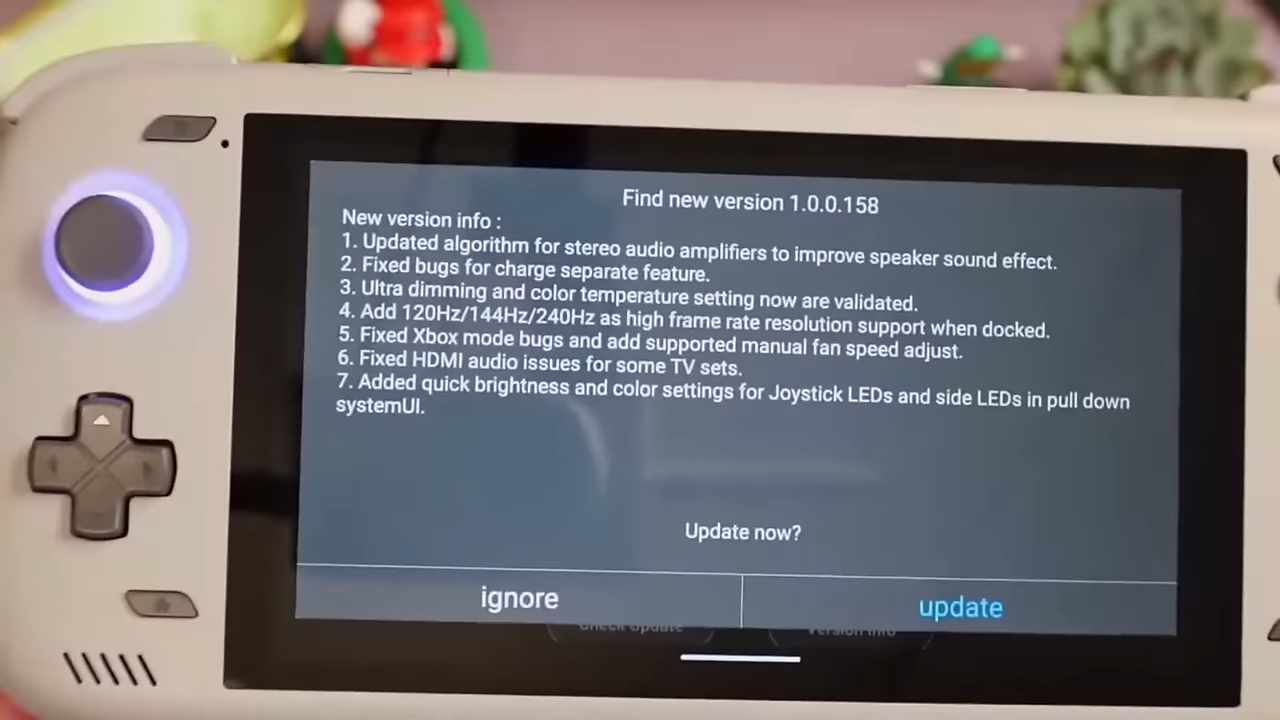 Find new version 1.0.0.158
New version info :
1. Updated algorithm for stereo audio amplifiers to improve speaker sound effect.
2. Fixed bugs for charge separate feature.
3. Ultra dimming and color temperature setting now are validated.
4. Add 120Hz/144Hz/240Hz as high frame rate resolution support when docked.
5. Fixed Xbox mode bugs and add supported manual fan speed adjust.
6. Fixed HDMI audio issues for some TV sets.
7. Added quick brightness and color settings for Joystick LEDs and side LEDs in pull down
systemUI.
Update now?
ignore
update
Check Update
Version Info